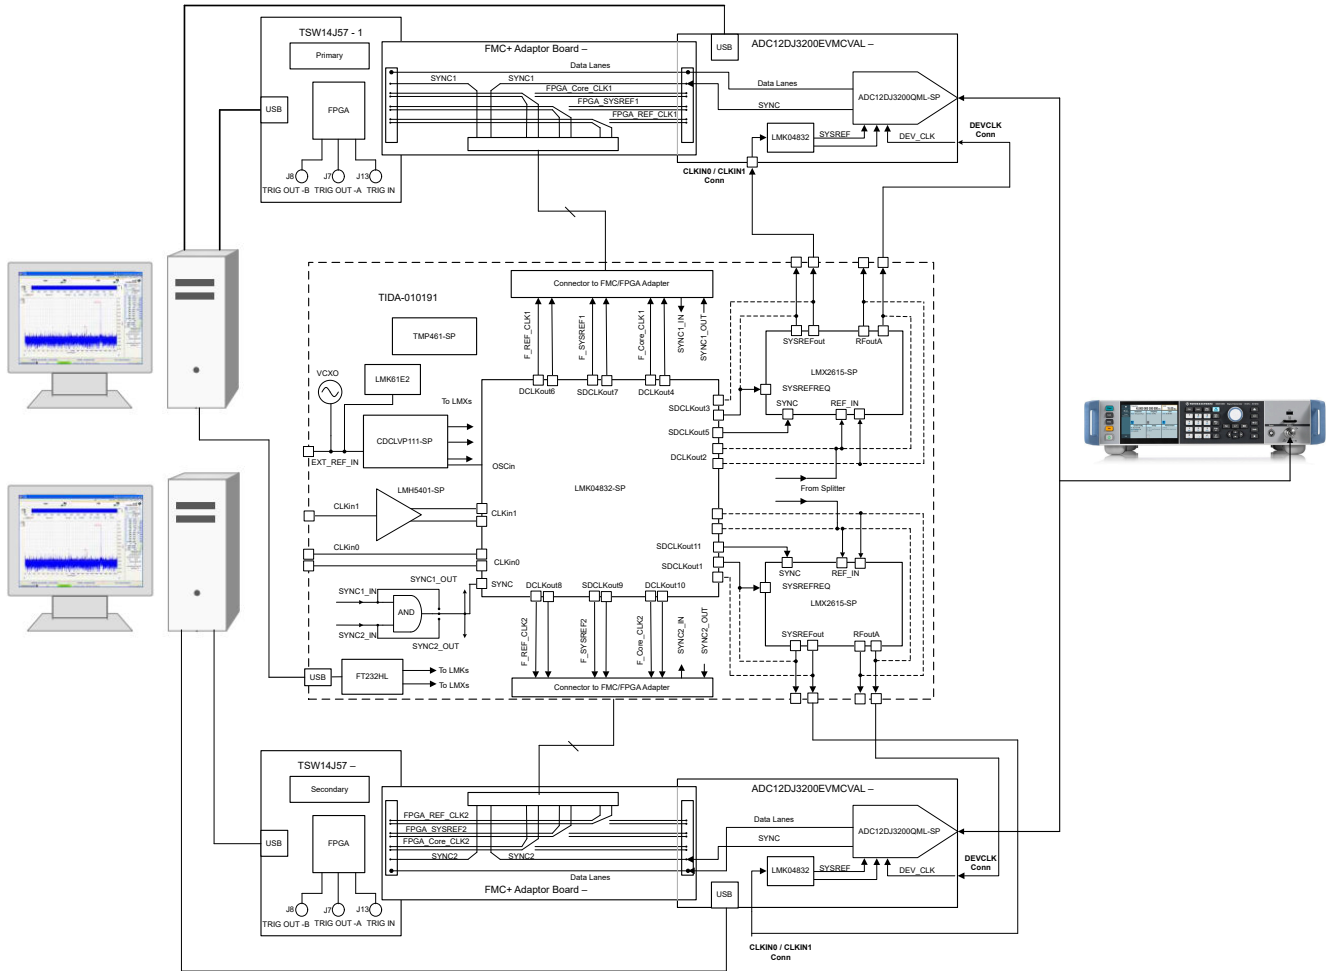 TSW14J57 - 1
Primary
FPGA
USB
J8
J7
J13
TRIG OUT -B
TRIG OUT -A
TRIG IN
FMC+ Adaptor Board –
Data Lanes
SYNC1
SYNC1
FPGA_Core_CLK1
FPGA_SYSREF1
FPGA_REF_CLK1
ADC12DJ3200EVMCVAL –
USB
Data Lanes
SYNC
ADC12DJ3200QML-SP
LMK04832
SYSREF
DEV_CLK
DEVCLK
Conn
CLKIN0 / CLKIN1
Conn
TIDA-010191
TMP461-SP
Connector to FMC/FPGA Adapter
F_REF_CLK1
F_SYSREF1
F_Core_CLK1
SYNC1_IN
SYNC1_OUT
VCXO
LMK61E2
To LMXs
CDCLVP111-SP
EXT_REF_IN
OSCin
DCLKout6
SDCLKout7
DCLKout4
SDCLKout3
SDCLKout5
DCLKout2
LMK04832-SP
LMH5401-SP
CLKin1
CLKin1
CLKin0
CLKin0
SYNC
SYNC1_OUT
SYNC1_IN
AND
SYNC2_IN
SYNC2_OUT
DCLKout8
SDCLKout9
DCLKout10
SDCLKout11
SDCLKout1
F_REF_CLK2
F_SYSREF2
F_Core_CLK2
SYNC2_IN
SYNC2_OUT
Connector to FMC/FPGA Adapter
USB
FT232HL
To LMKs
To LMXs
SYSREFout
RFoutA
LMX2615-SP
SYSREFREQ
SYNC
REF_IN
From Splitter
SYNC
REF_IN
SYSREFREQ
LMX2615-SP
SYSREFout
RFoutA
TSW14J57 –
Secondary
FPGA
USB
J8
J7
J13
TRIG OUT -B
TRIG OUT -A
TRIG IN
FPGA_REF_CLK2
FPGA_SYSREF2
FPGA_Core_CLK2
SYNC2
SYNC2
Data Lanes
FMC+ Adaptor Board –
ADC12DJ3200EVMCVAL –
Data Lanes
SYNC
ADC12DJ3200QML-SP
LMK04832
SYSREF
DEV_CLK
DEVCLK
Conn
USB
CLKIN0 / CLKIN1
Conn